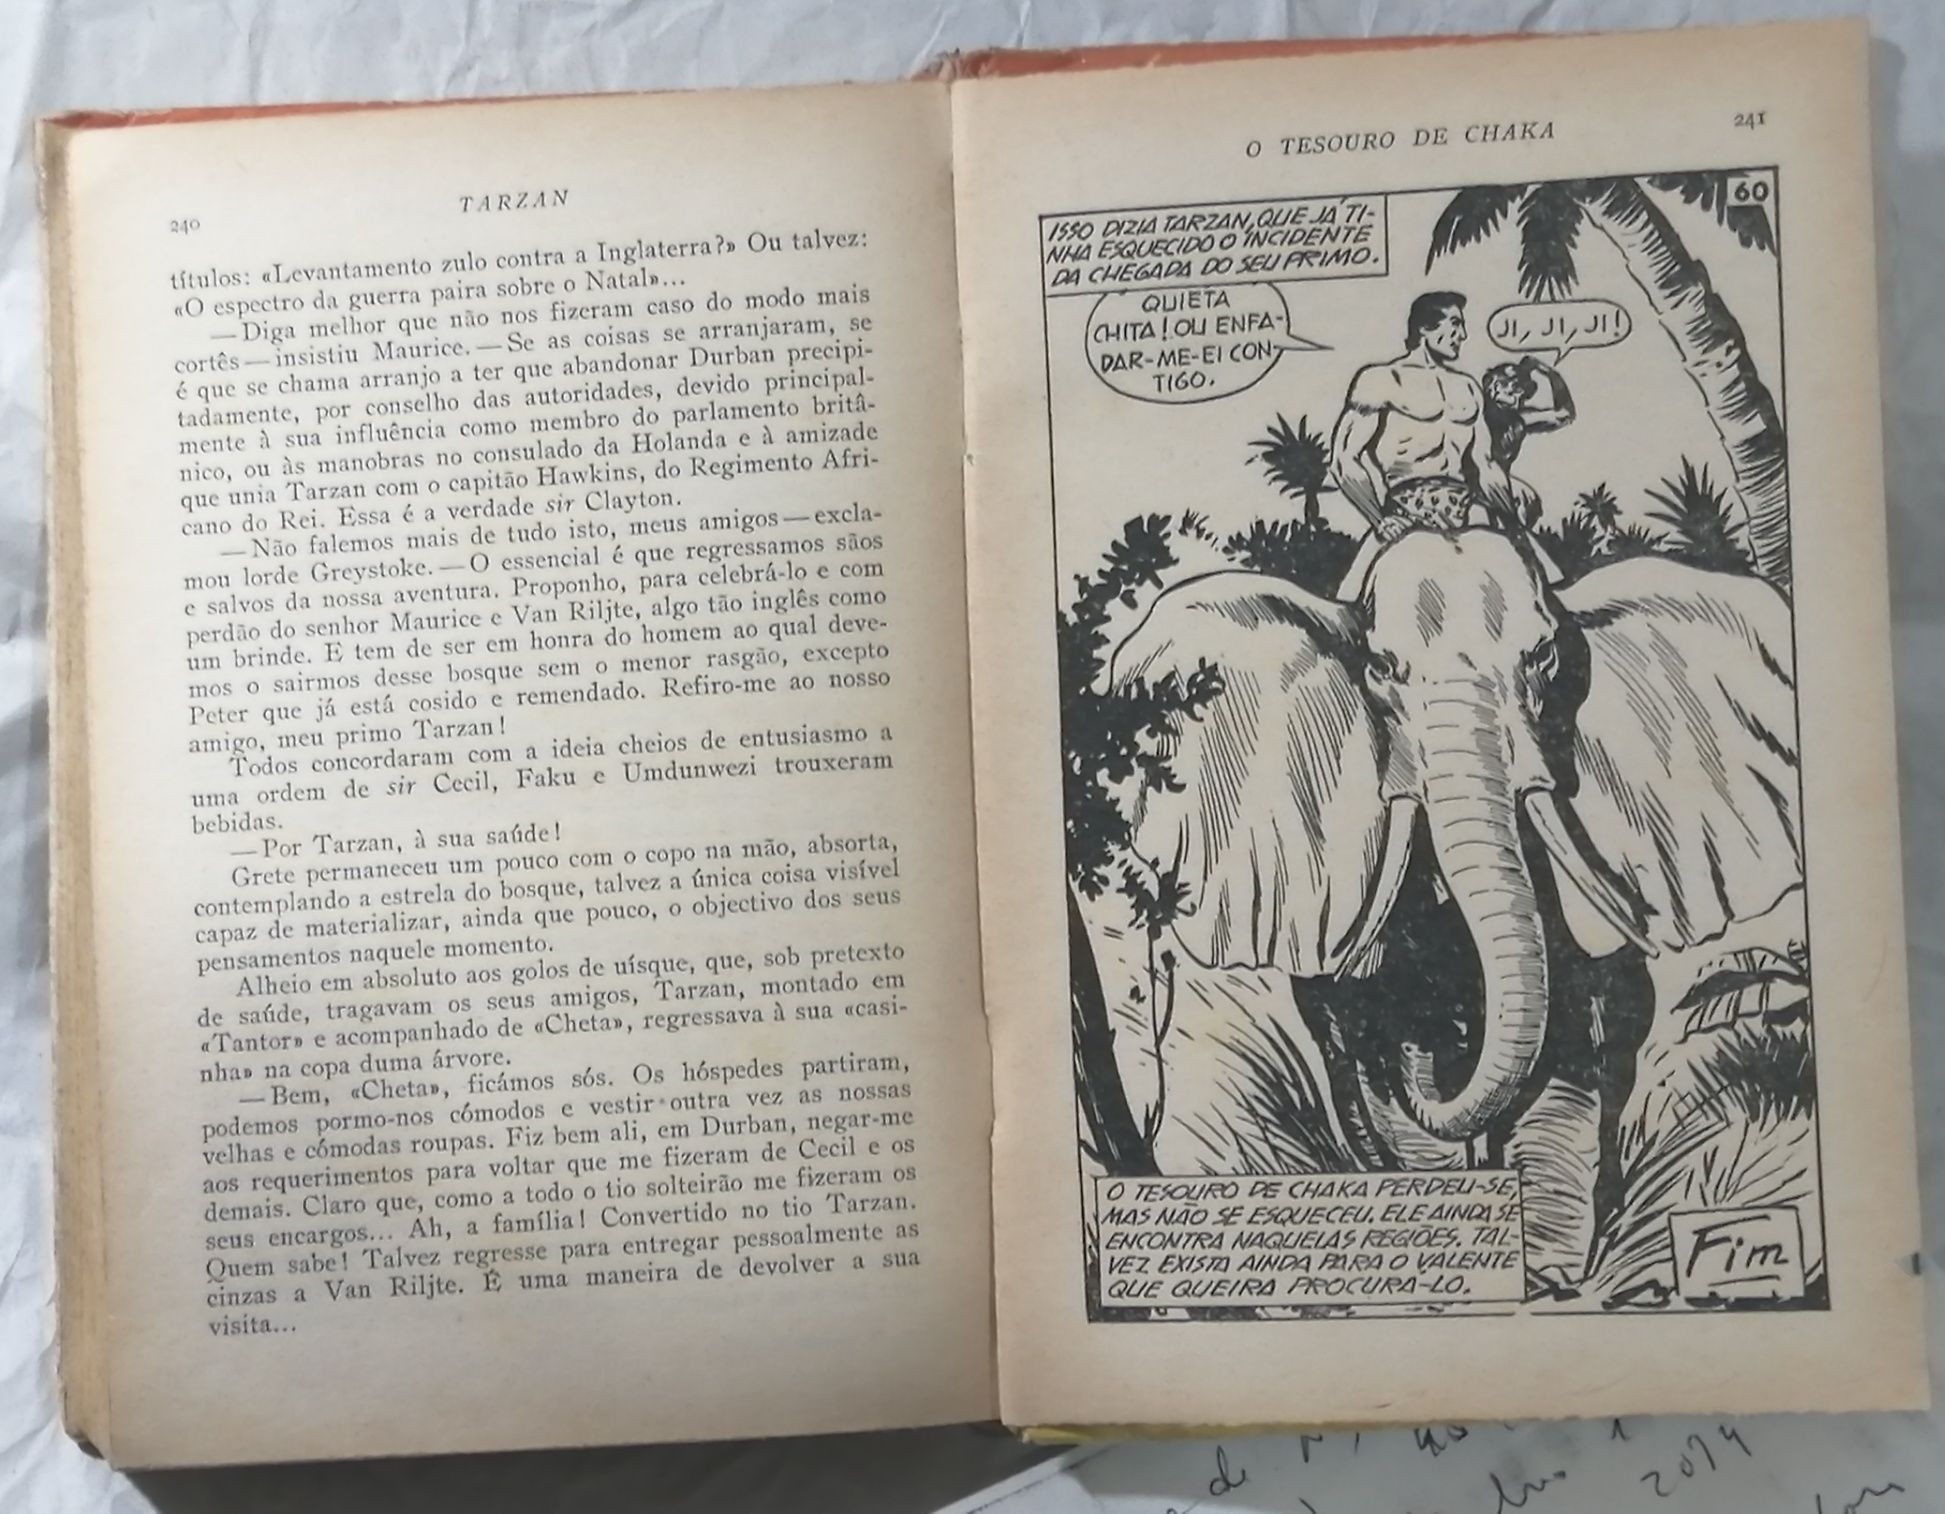 240
TARZAN
títulos: «Levantamento zulo contra a Inglaterra?» Ou talvez:
«O espectro da guerra paira sobre o Natal»...
—Diga melhor que não nos fizeram caso do modo mais
cortês—insistiu Maurice.—Se as coisas se arranjaram, se
é que se chama arranjo a ter que abandonar Durban precipi-
tadamente, por conselho das autoridades, devido principal-
mente à sua influência como membro do parlamento britâ-
nico, ou às manobras no consulado da Holanda e à amizade
que unia Tarzan com o capitão Hawkins, do Regimento Afri-
cano do Rei. Essa é a verdade sir Clayton.
—Não falemos mais de tudo isto, meus amigos—excla-
mou lorde Greystoke.—O essencial é que regressamos sãos
e salvos da nossa aventura. Proponho, para celebrá-lo e com
perdão do senhor Maurice e Van Riljte, algo tão inglês como
um brinde. E tem de ser em honra do homem ao qual deve-
mos o sairmos desse bosque sem o menor rasgão, excepto
Peter que já está cosido e remendado. Refiro-me ao nosso
amigo, meu primo Tarzan!
Todos concordaram com a ideia cheios de entusiasmo a
uma ordem de sir Cecil, Faku e Umdunwezi trouxeram
bebidas.
—Por Tarzan, à sua saúde!
Grete permaneceu um pouco com o copo na mão, absorta,
contemplando a estrela do bosque, talvez a única coisa visível
capaz de materializar, ainda que pouco, o objectivo dos seus
pensamentos naquele momento.
Alheio em absoluto aos golos de uísque, que, sob pretexto
de saúde, tragavam os seus amigos, Tarzan, montado em
«Tantor» e acompanhado de «Cheta», regressava à sua «casi-
nha» na copa duma árvore.
—Bem, «Cheta», ficámos sós. Os hóspedes partiram,
podemos pormo-nos cómodos e vestir outra vez as nossas
velhas e cómodas roupas. Fiz bem ali, em Durban, negar-me
aos requerimentos para voltar que me fizeram de Cecil e os
demais. Claro que, como a todo o tio solteirão me fizeram os
seus encargos... Ah, a família! Convertido no tio Tarzan.
Quem sabe! Talvez regresse para entregar pessoalmente as
cinzas a Van Riljte. É uma maneira de devolver a sua
visita...
O TESOURO DE CHAKA
241
60
ISSO DIZIA TARZAN, QUE JÁ TI-
NHA ESQUECIDO O INCIDENTE
DA CHEGADA DO SEU PRIMO.
QUIETA
CHITA! OU ENFA-
DAR-ME-EI CON-
TIGO.
JI, JI, JI!
O TESOURO DE CHAKA PERDEU-SE,
MAS NÃO SE ESQUECEU. ELE AINDA SE
ENCONTRA NAQUELAS REGIÕES. TAL-
VEZ EXISTA AINDA PARA O VALENTE
QUE QUEIRA PROCURÁ-LO.
Fim
de